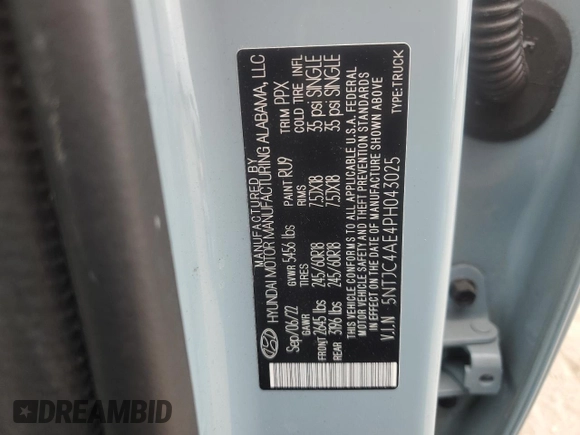 MANUFACTURED BY
HYUNDAI MOTOR MANUFACTURING ALABAMA, LLC
Sep/06/22 GVWR 5456 lbs PAINT RU9 TRIM PPX
GAWR TIRES RIMS COLD TIRE INFL
FRONT 2645 lbs 245/60R18 7.5JX18 35 psi SINGLE
REAR 3196 lbs 245/60R18 7.5JX18 35 psi SINGLE
THIS VEHICLE CONFORMS TO ALL APPLICABLE U.S.A. FEDERAL
MOTOR VEHICLE SAFETY AND THEFT PREVENTION STANDARDS
IN EFFECT ON THE DATE OF MANUFACTURE SHOWN ABOVE
V.I.N 5NTJC4AE4PH043025 TYPE:TRUCK
DREAMBID